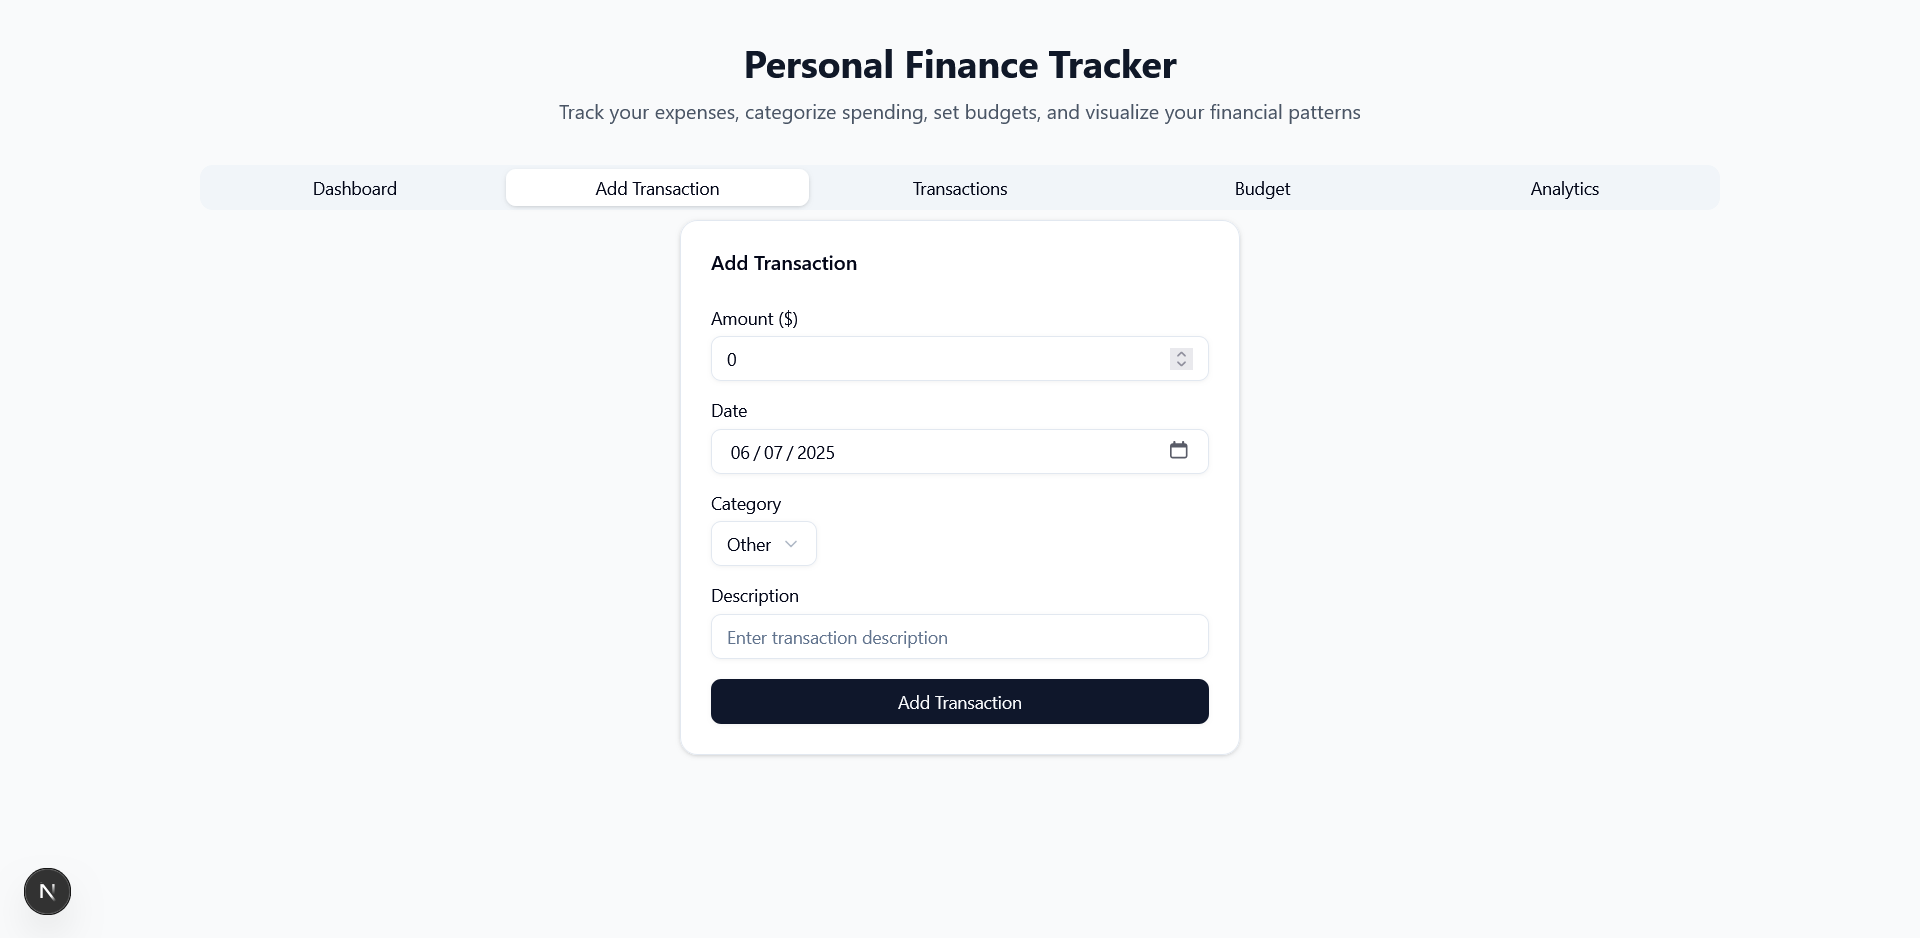 Personal Finance Tracker
Track your expenses, categorize spending, set budgets, and visualize your financial patterns
Dashboard
Add Transaction
Transactions
Budget
Analytics
Add Transaction
Amount ($)
0
Date
06 / 07 / 2025
Category
Other
Description
Enter transaction description
Add Transaction
N